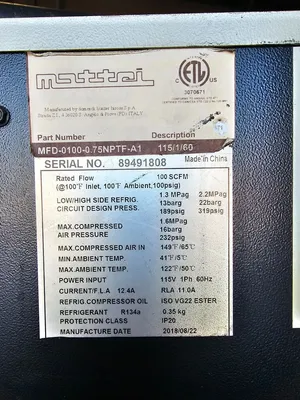 mattei
ETL
3070671
Part Number Description
MFD-0100-0.75NPTF-A1 115/1/60
SERIAL NO. 89491808 Made in China
Rated Flow 100 SCFM
(@100°F Inlet, 100°F Ambient,100psig)
LOW/HIGH SIDE REFRIG. 1.3 MPag 2.2MPag
CIRCUIT DESIGN PRESS. 13barg 22barg
189psig 319psig
MAX.COMPRESSED 1.6MPag
AIR PRESSURE 16barg
232psig
MAX.COMPRESSED AIR IN 149°F/65°C
MIN AMBIENT TEMP. 41°F/5°C
MAX.AMBIENT TEMP. 122°F/50°C
POWER INPUT 115V 1Ph 60Hz
CURRENT/F.L.A 12.4A RLA 11.0A
REFRIG.COMPRESSOR OIL ISO VG22 ESTER
REFRIGERANT R134a 0.35 kg
PROTECTION CLASS IP20
MANUFACTURE DATE 2018/08/22